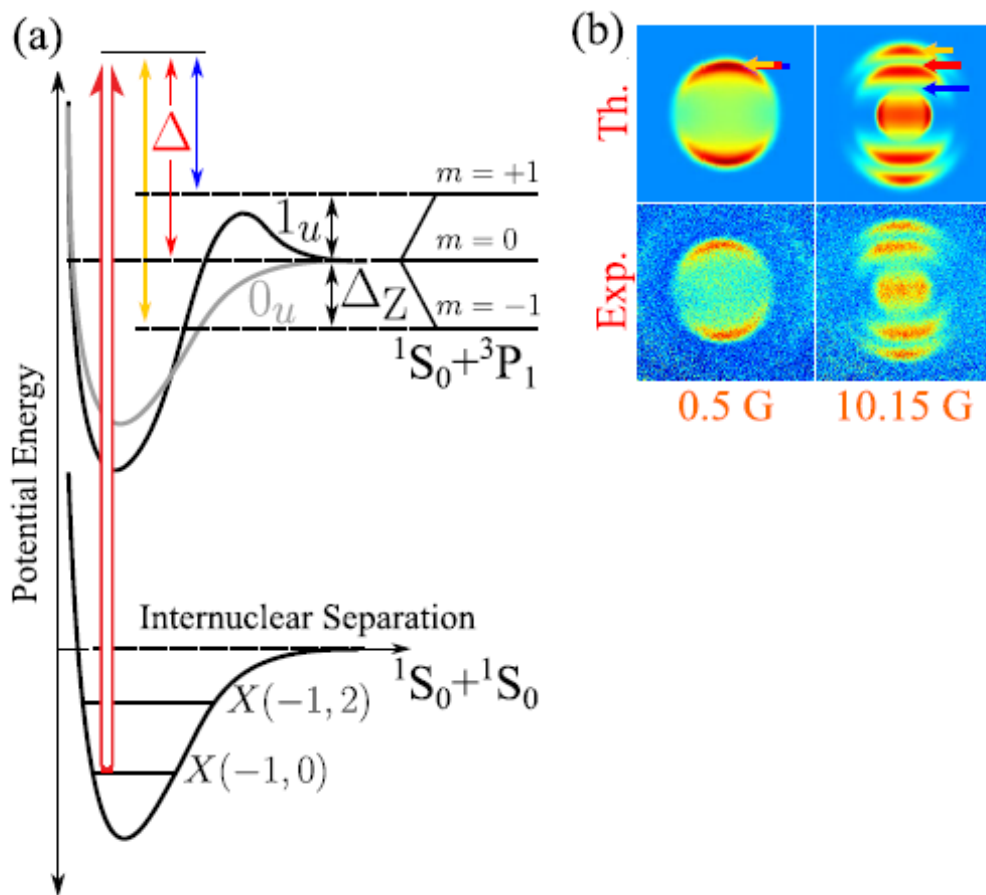 (a)
(b)
Δ
m = +1
1u
m = 0
0u
ΔZ
m = −1
¹S₀+³P₁
Potential Energy
Internuclear Separation
¹S₀+¹S₀
X(−1, 2)
X(−1, 0)
Th.
Exp.
0.5 G
10.15 G